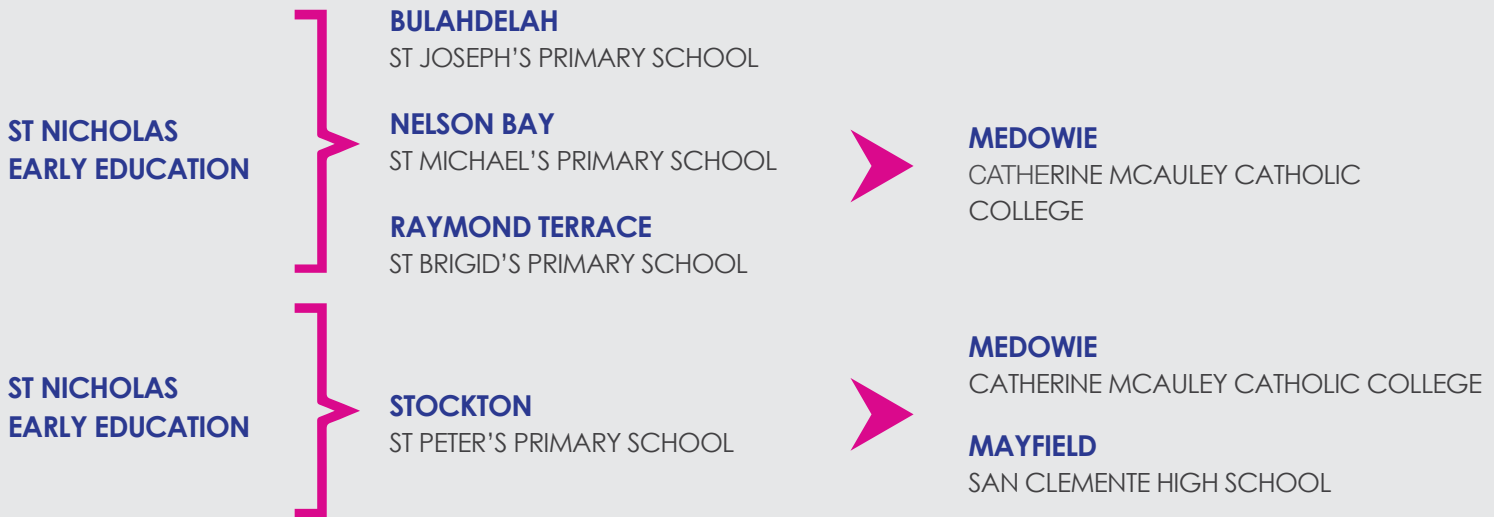 ST NICHOLAS
EARLY EDUCATION
BULAHDELAH
ST JOSEPH’S PRIMARY SCHOOL
NELSON BAY
ST MICHAEL’S PRIMARY SCHOOL
RAYMOND TERRACE
ST BRIGID’S PRIMARY SCHOOL
MEDOWIE
CATHERINE MCAULEY CATHOLIC
COLLEGE
ST NICHOLAS
EARLY EDUCATION
STOCKTON
ST PETER’S PRIMARY SCHOOL
MEDOWIE
CATHERINE MCAULEY CATHOLIC COLLEGE
MAYFIELD
SAN CLEMENTE HIGH SCHOOL